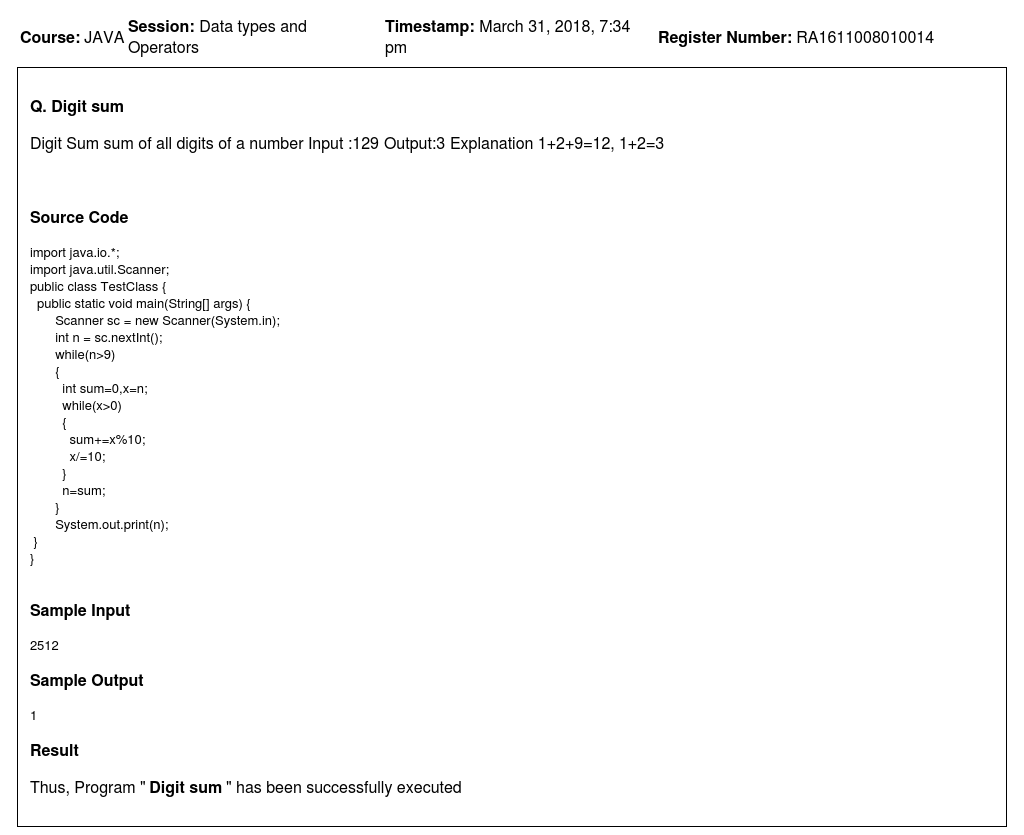 Course: JAVA Session: Data types and Operators Timestamp: March 31, 2018, 7:34 pm Register Number: RA1611008010014
Q. Digit sum
Digit Sum sum of all digits of a number Input :129 Output:3 Explanation 1+2+9=12, 1+2=3
Source Code
import java.io.*;
import java.util.Scanner;
public class TestClass {
  public static void main(String[] args) {
       Scanner sc = new Scanner(System.in);
       int n = sc.nextInt();
       while(n>9)
       {
         int sum=0,x=n;
         while(x>0)
         {
           sum+=x%10;
           x/=10;
         }
         n=sum;
       }
       System.out.print(n);
 }
}
Sample Input
2512
Sample Output
1
Result
Thus, Program " Digit sum " has been successfully executed